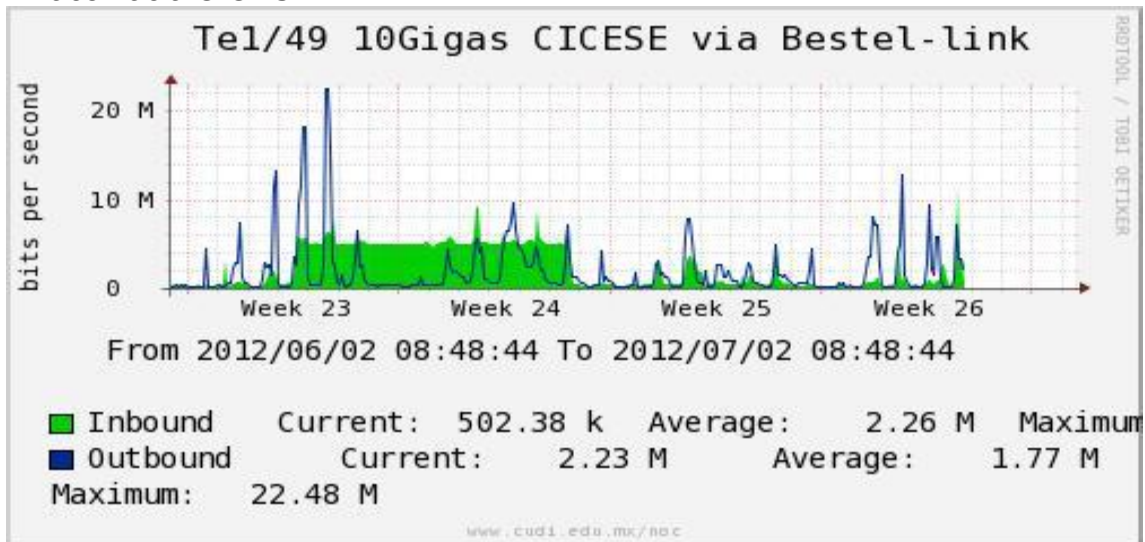 Te1/49 10Gigas CICESE via Bestel-link
RRDTOOL / TOBI OETIKER
bits per second
20 M
10 M
0
Week 23 Week 24 Week 25 Week 26
From 2012/06/02 08:48:44 To 2012/07/02 08:48:44
Inbound Current: 502.38 k Average: 2.26 M Maximum
Outbound Current: 2.23 M Average: 1.77 M
Maximum: 22.48 M
www.cudi.edu.mx/noc